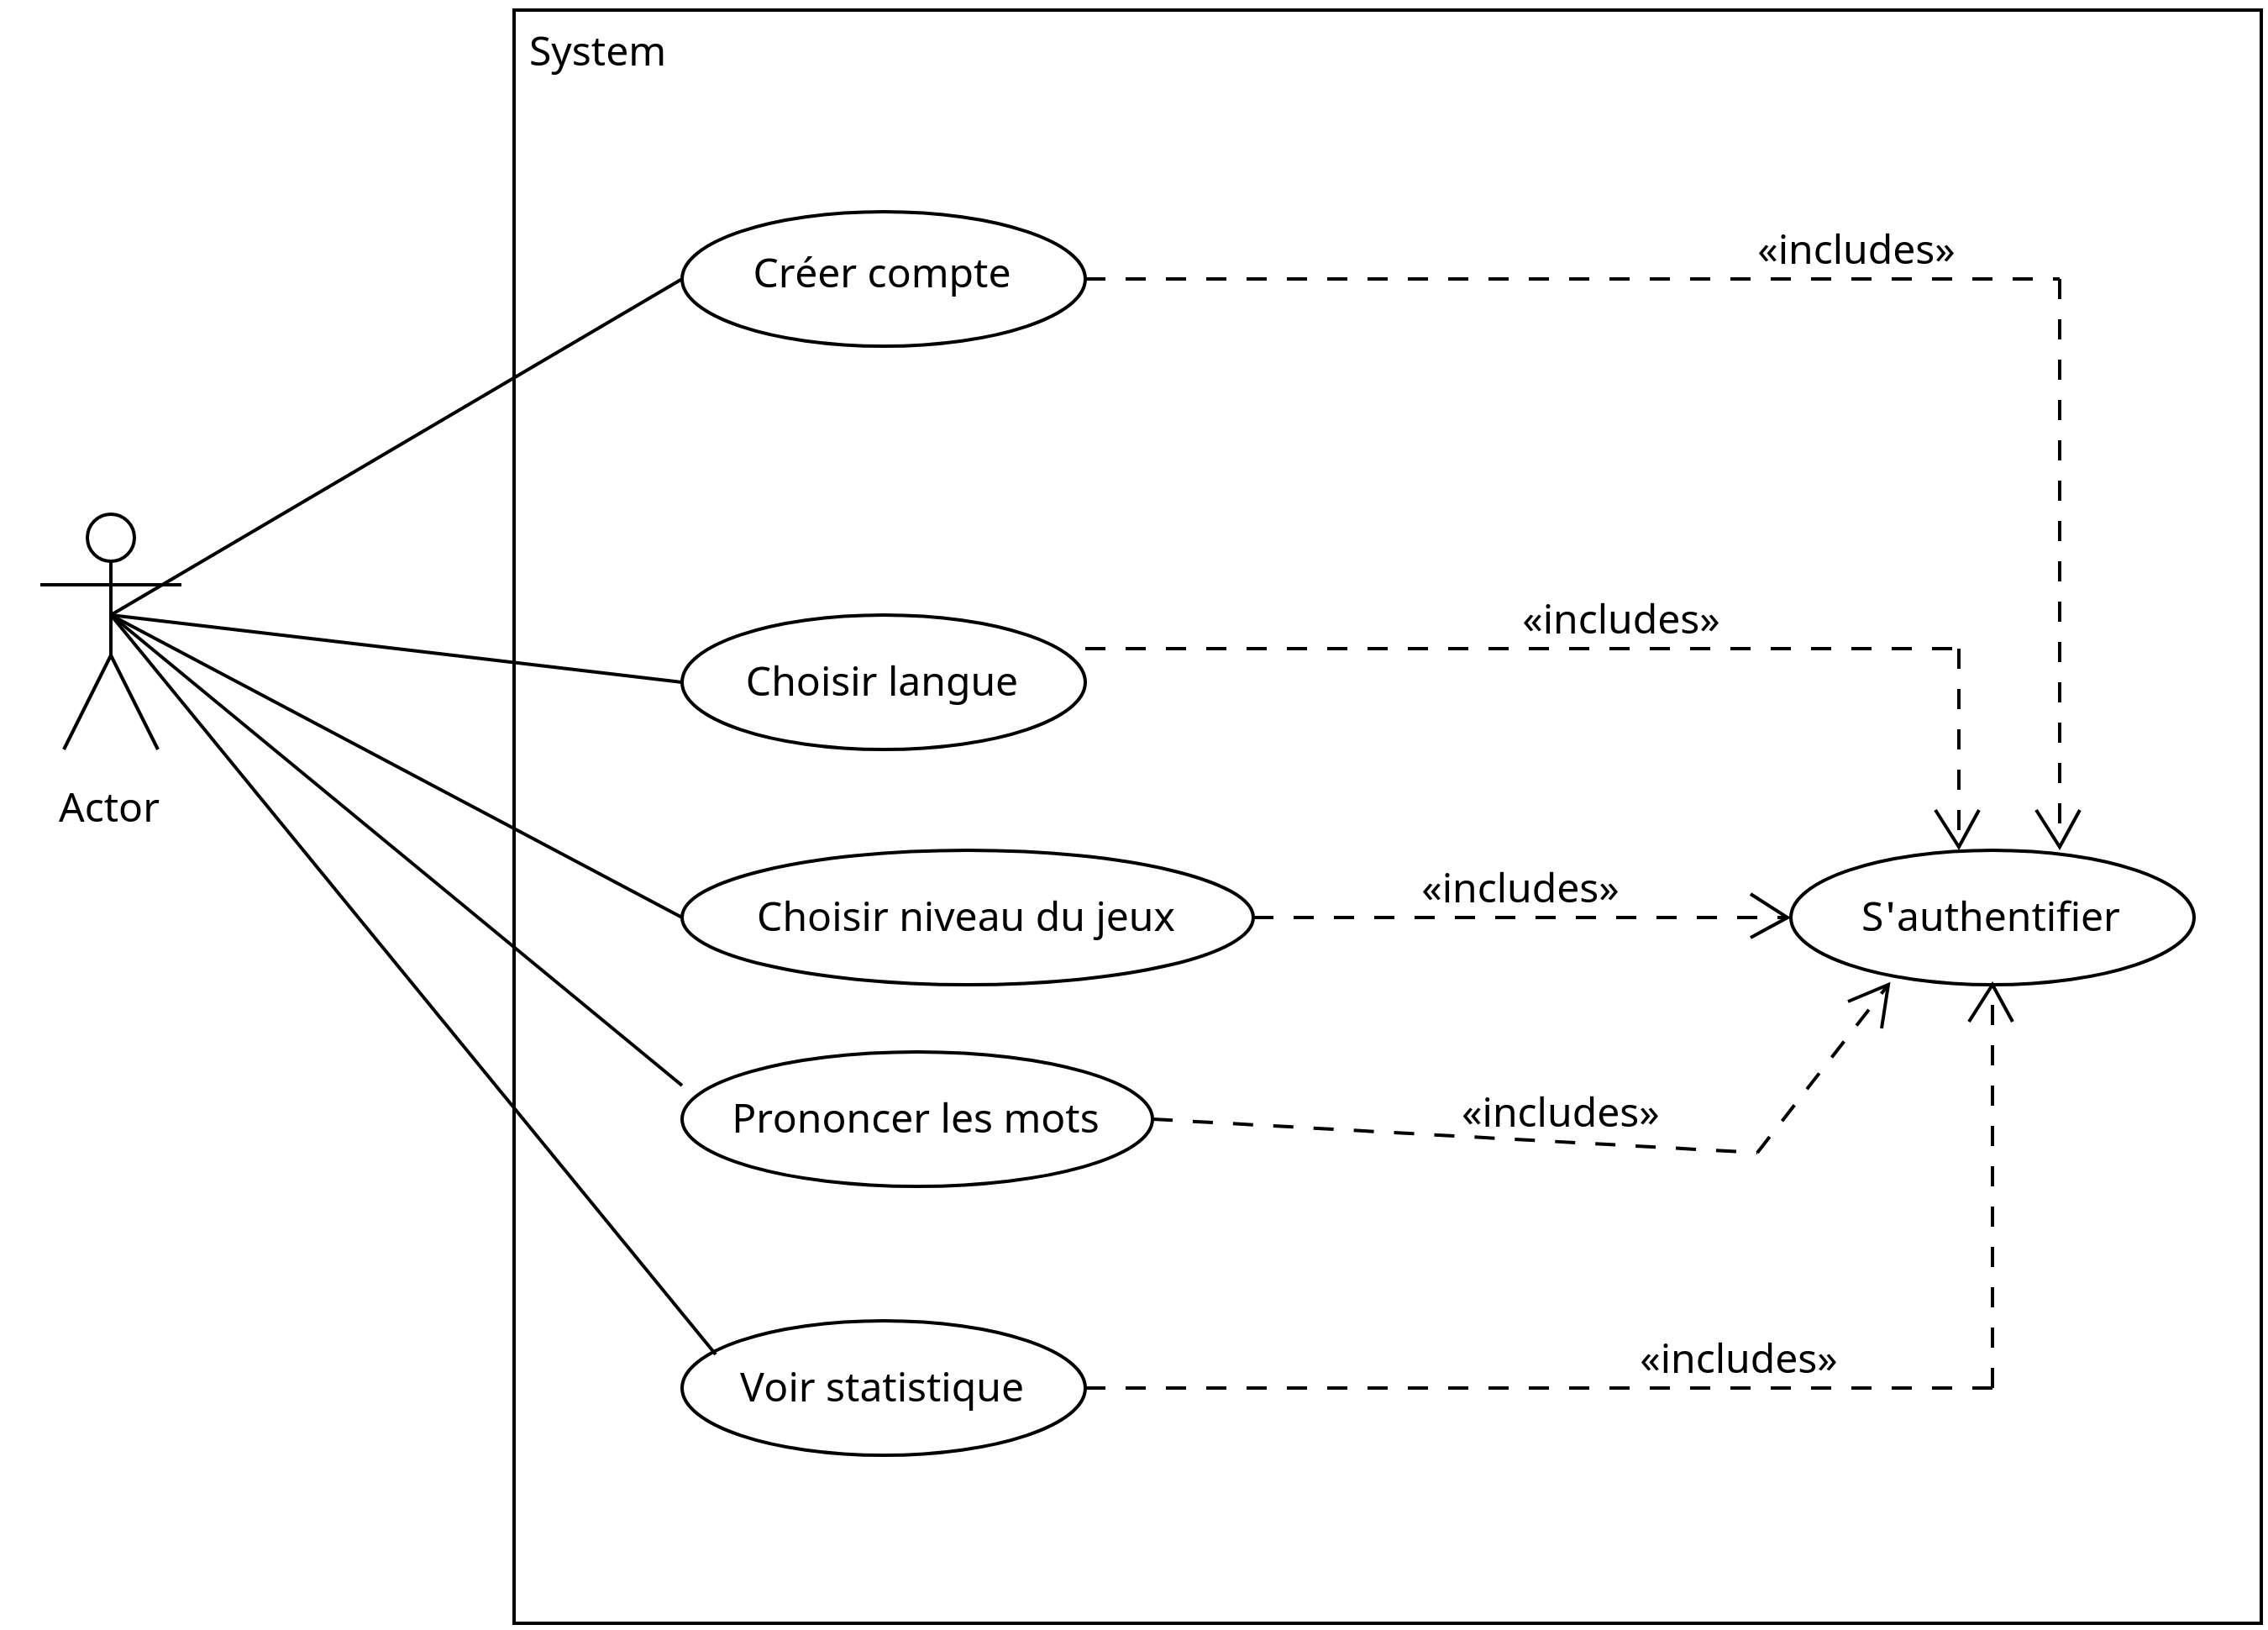 System
Créer compte
«includes»
«includes»
Choisir langue
Actor
«includes»
Choisir niveau du jeux
S'authentifier
«includes»
Prononcer les mots
«includes»
Voir statistique